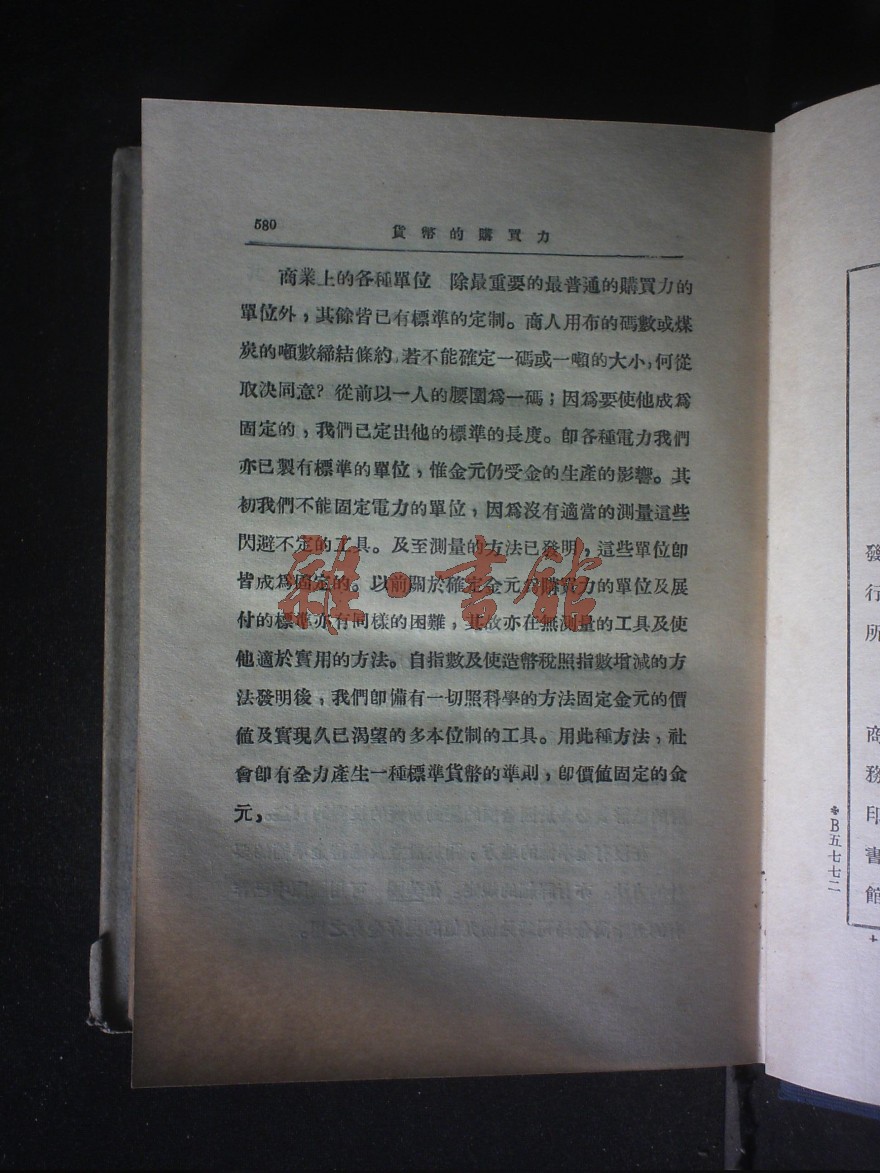 580
貨幣的購買力
商業上的各種單位 除最重要的最普通的購買力的
單位外，其餘皆已有標準的定制。商人用布的碼數或煤
炭的噸數締結條約，若不能確定一碼或一噸的大小，何從
取決同意？從前以一人的腰圍爲一碼；因爲要使他成爲
固定的，我們已定出他的標準的長度。卽各種電力我們
亦已製有標準的單位，惟金元仍受金的生產的影響。其
初我們不能固定電力的單位，因爲沒有適當的測量這些
閃避不定的工具。及至測量的方法已發明，這些單位卽
皆成爲固定的。以前關於確定金元爲購買力的單位及展
付的標準亦有同樣的困難，其故亦在無測量的工具及使
他適於實用的方法。自指數及使造幣稅照指數增減的方
法發明後，我們卽備有一切照科學的方法固定金元的價
值及實現久已渴望的多本位制的工具。用此種方法，社
會卽有全力產生一種標準貨幣的準則，卽價值固定的金
元。
雜·書館
發行所
商務印書館
＊B五七七二